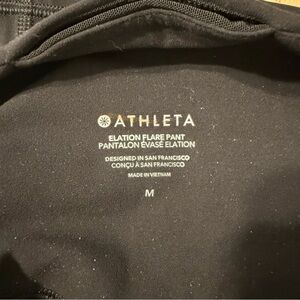 ATHLETA
ELATION FLARE PANT
PANTALON ÉVASÉ ELATION
DESIGNED IN SAN FRANCISCO
CONÇU À SAN FRANCISCO
MADE IN VIETNAM
M